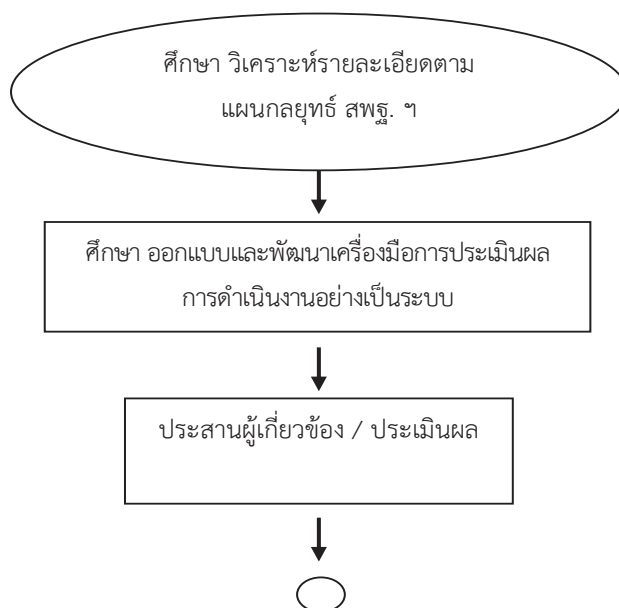 ศึกษา วิเคราะห์รายละเอียดตาม
แผนกลยุทธ์ สพฐ. ฯ
ศึกษา ออกแบบและพัฒนาเครื่องมือการประเมินผล
การดำเนินงานอย่างเป็นระบบ
ประสานผู้เกี่ยวข้อง / ประเมินผล